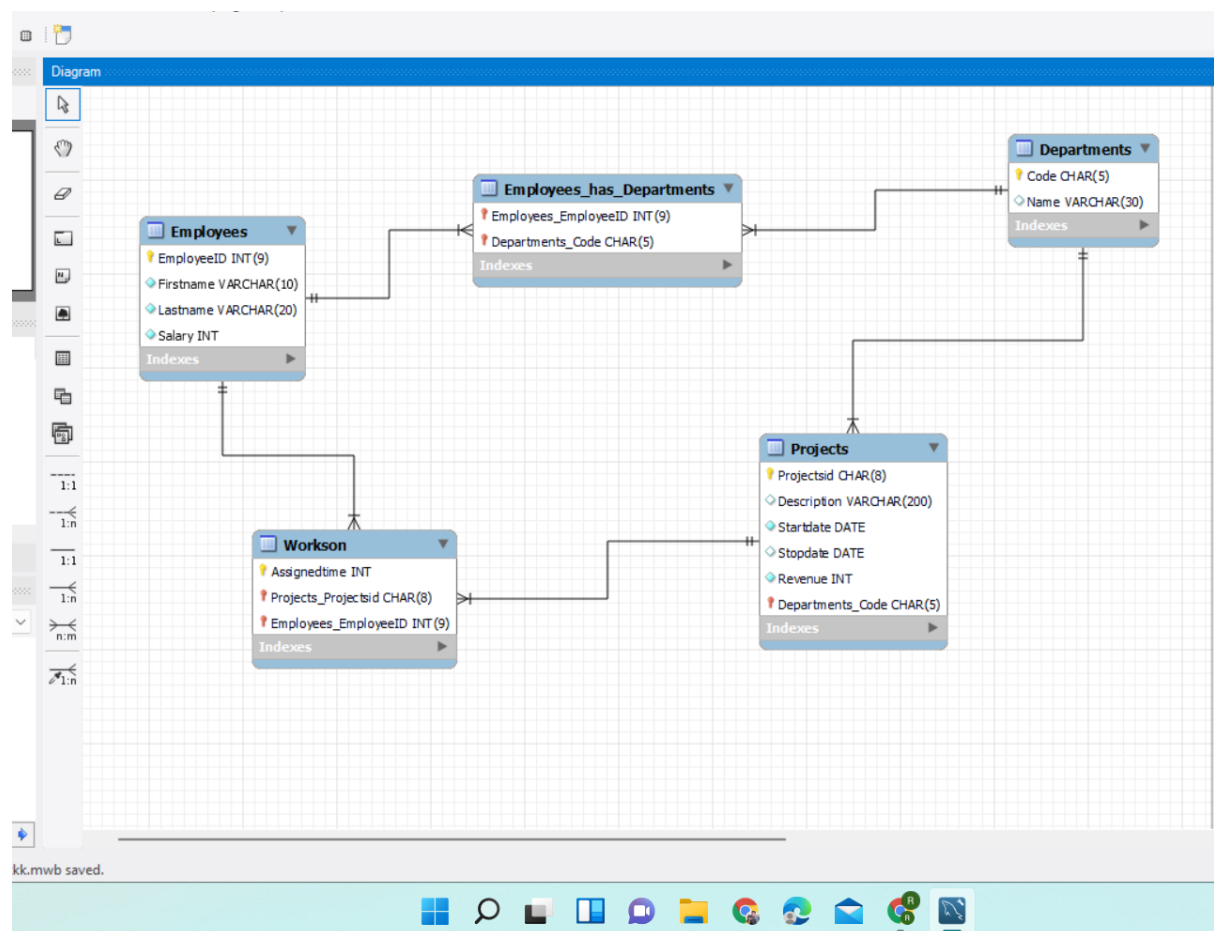 Diagram
Employees
EmployeeID INT(9)
Firstname VARCHAR(10)
Lastname VARCHAR(20)
Salary INT
Indexes
Employees_has_Departments
Employees_EmployeeID INT(9)
Departments_Code CHAR(5)
Indexes
Departments
Code CHAR(5)
Name VARCHAR(30)
Indexes
Workson
Assignedtime INT
Projects_Projectsid CHAR(8)
Employees_EmployeeID INT(9)
Indexes
Projects
Projectsid CHAR(8)
Description VARCHAR(200)
Startdate DATE
Stopdate DATE
Revenue INT
Departments_Code CHAR(5)
Indexes
1:1
1:n
1:1
1:n
n:m
1:n
kk.mwb saved.
R
R